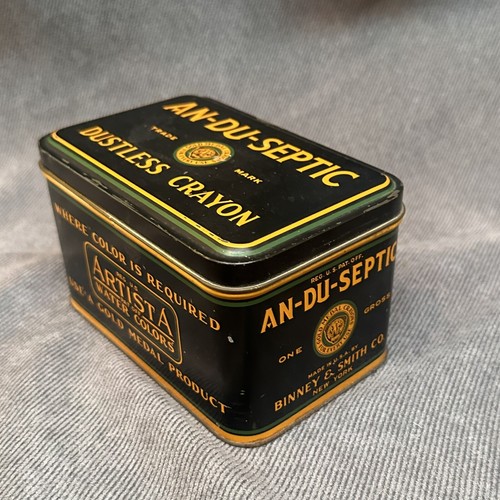 AN-DU-SEPTIC
TRADE MARK
DUSTLESS CRAYON
WHERE COLOR IS REQUIRED
ARTISTA
WATER COLORS
USE A GOLD MEDAL PRODUCT
REG. U.S. PAT. OFF.
AN-DU-SEPTIC
ONE GROSS
MADE IN U.S.A. BY
BINNEY & SMITH CO
NEW YORK